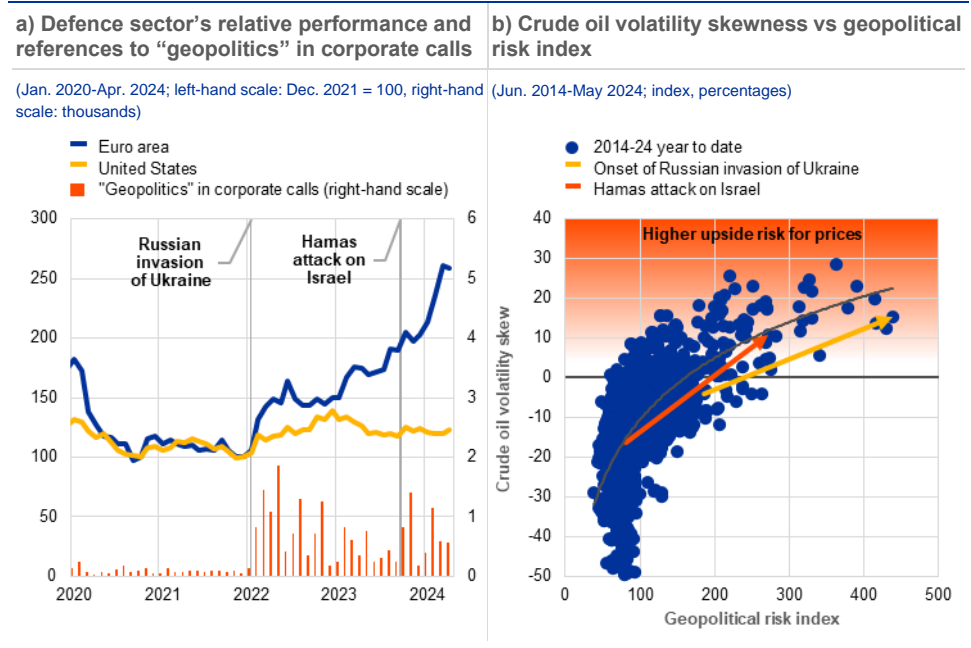 a) Defence sector's relative performance and
references to “geopolitics” in corporate calls
(Jan. 2020-Apr. 2024; left-hand scale: Dec. 2021 = 100, right-hand
scale: thousands)
Euro area
United States
"Geopolitics" in corporate calls (right-hand scale)
300
250
200
150
100
50
0
6
5
4
3
2
1
0
Russian
invasion
of Ukraine
Hamas
attack on
Israel
2020
2021
2022
2023
2024
b) Crude oil volatility skewness vs geopolitical
risk index
(Jun. 2014-May 2024; index, percentages)
2014-24 year to date
Onset of Russian invasion of Ukraine
Hamas attack on Israel
Higher upside risk for prices
Crude oil volatility skew
40
30
20
10
0
-10
-20
-30
-40
-50
0
100
200
300
400
500
Geopolitical risk index